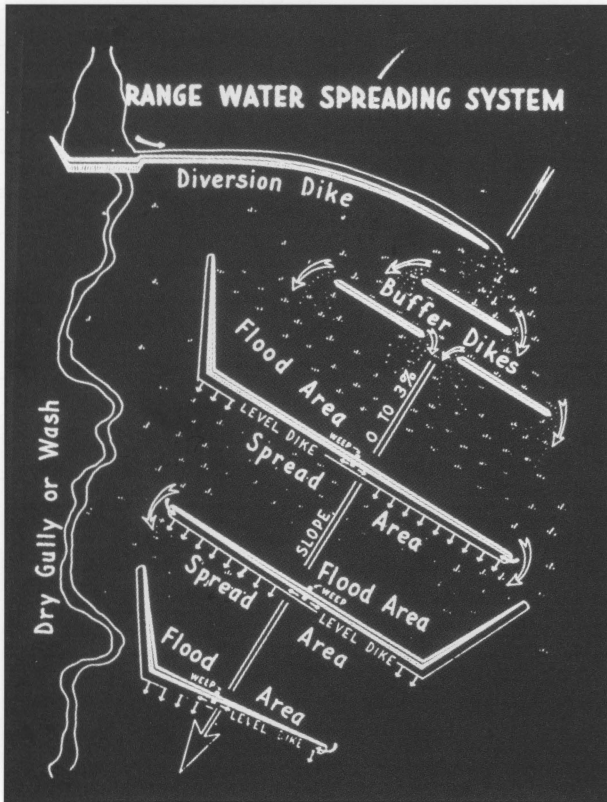 RANGE WATER SPREADING SYSTEM
Diversion Dike
Buffer Dikes
Flood Area
0 TO 3%
LEVEL DIKE
WEEP
Spread Area
SLOPE
Dry Gully or Wash
Flood Area
WEEP
Spread Area
LEVEL DIKE
Flood Area
WEEP
LEVEL DIKE